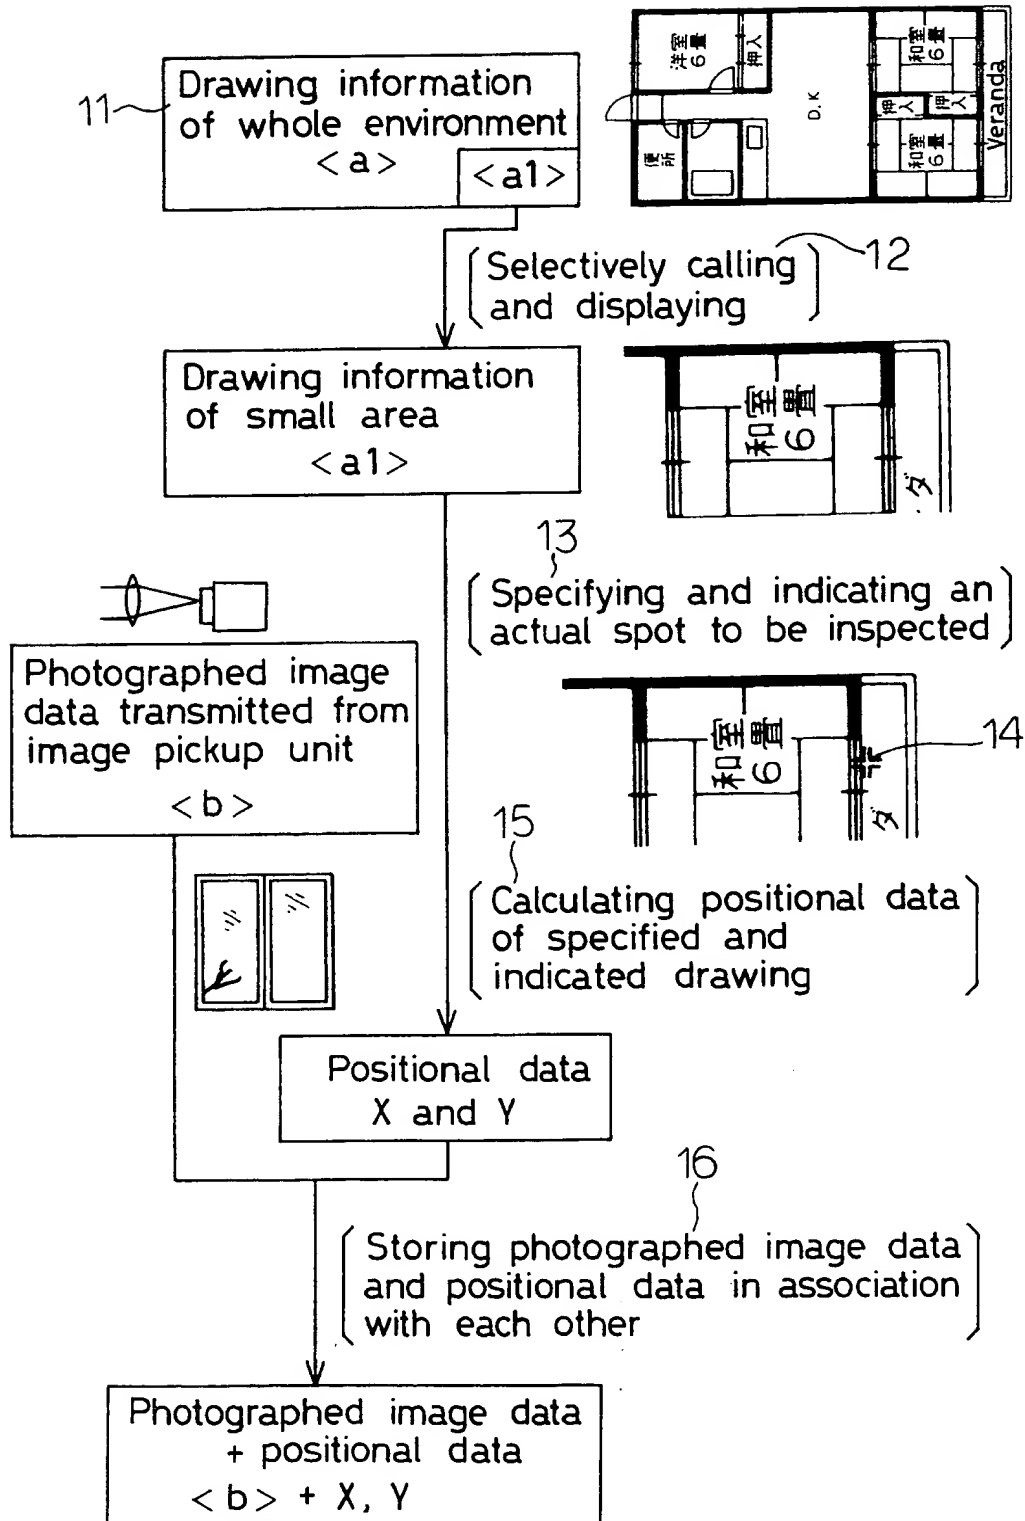 11
Drawing information
of whole environment
<a>
<a1>
洋室
6畳
押入
D.K
和室
6畳
押入
押入
和室
6畳
便所
Veranda
Selectively calling
and displaying
12
Drawing information
of small area
<a1>
和室
6畳
ダ
13
Specifying and indicating an
actual spot to be inspected
Photographed image
data transmitted from
image pickup unit
<b>
和室
6畳
ダ
14
15
Calculating positional data
of specified and
indicated drawing
Positional data
X and Y
16
Storing photographed image data
and positional data in association
with each other
Photographed image data
+ positional data
<b> + X, Y